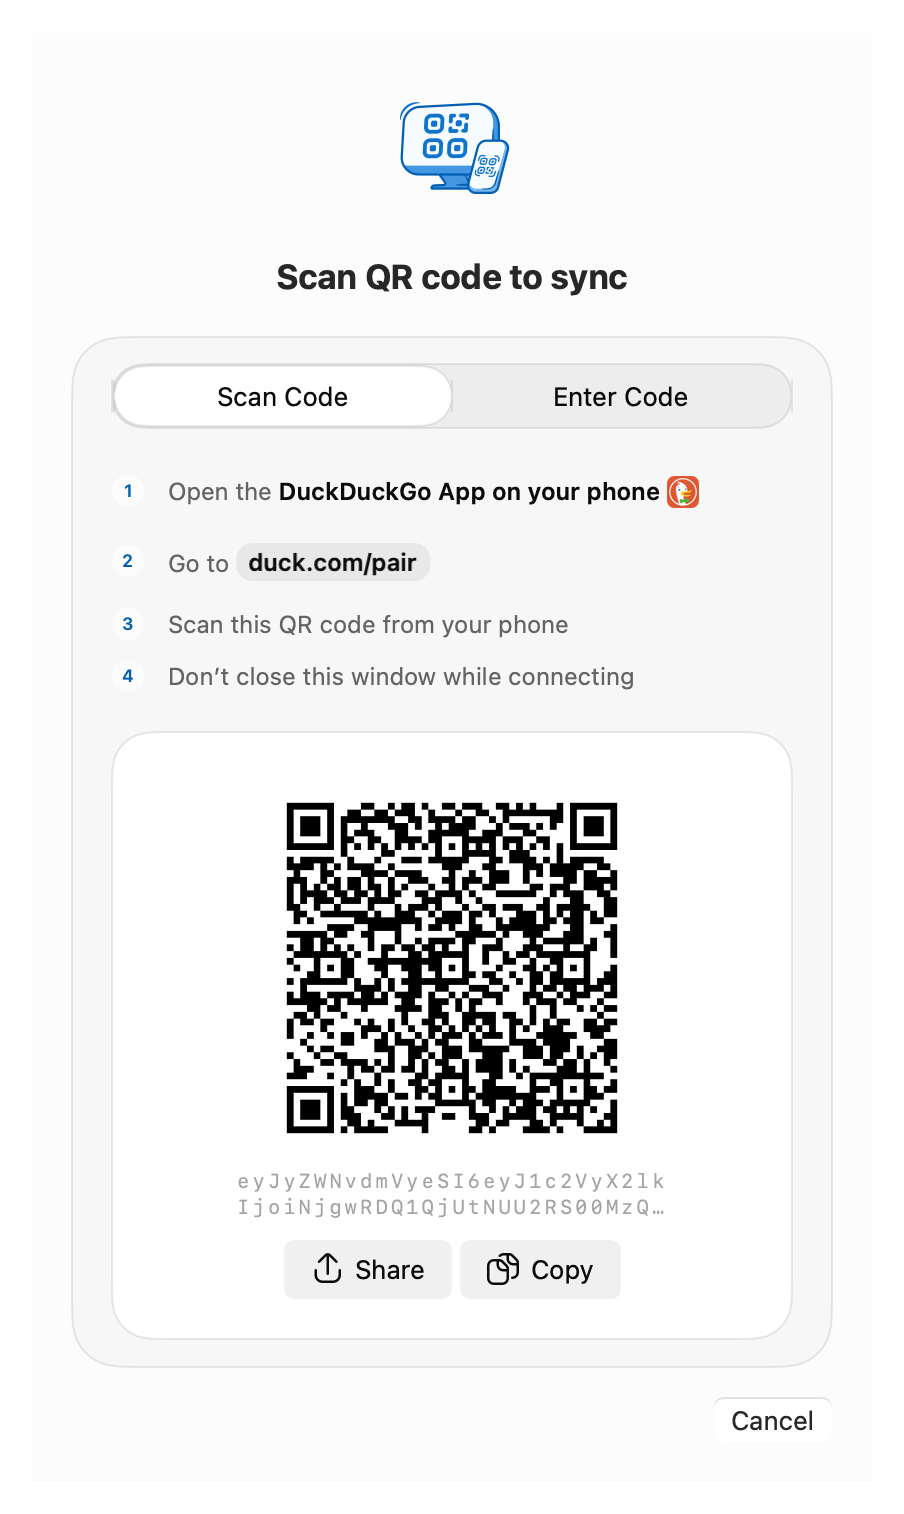 Scan QR code to sync
Scan Code
Enter Code
1 Open the DuckDuckGo App on your phone
2 Go to duck.com/pair
3 Scan this QR code from your phone
4 Don’t close this window while connecting
eyJyZWNvdmVyeSI6eyJ1c2VyX2lk
IjoiNjgwRDQ1QjUtNUU2RS00MzQ…
Share
Copy
Cancel